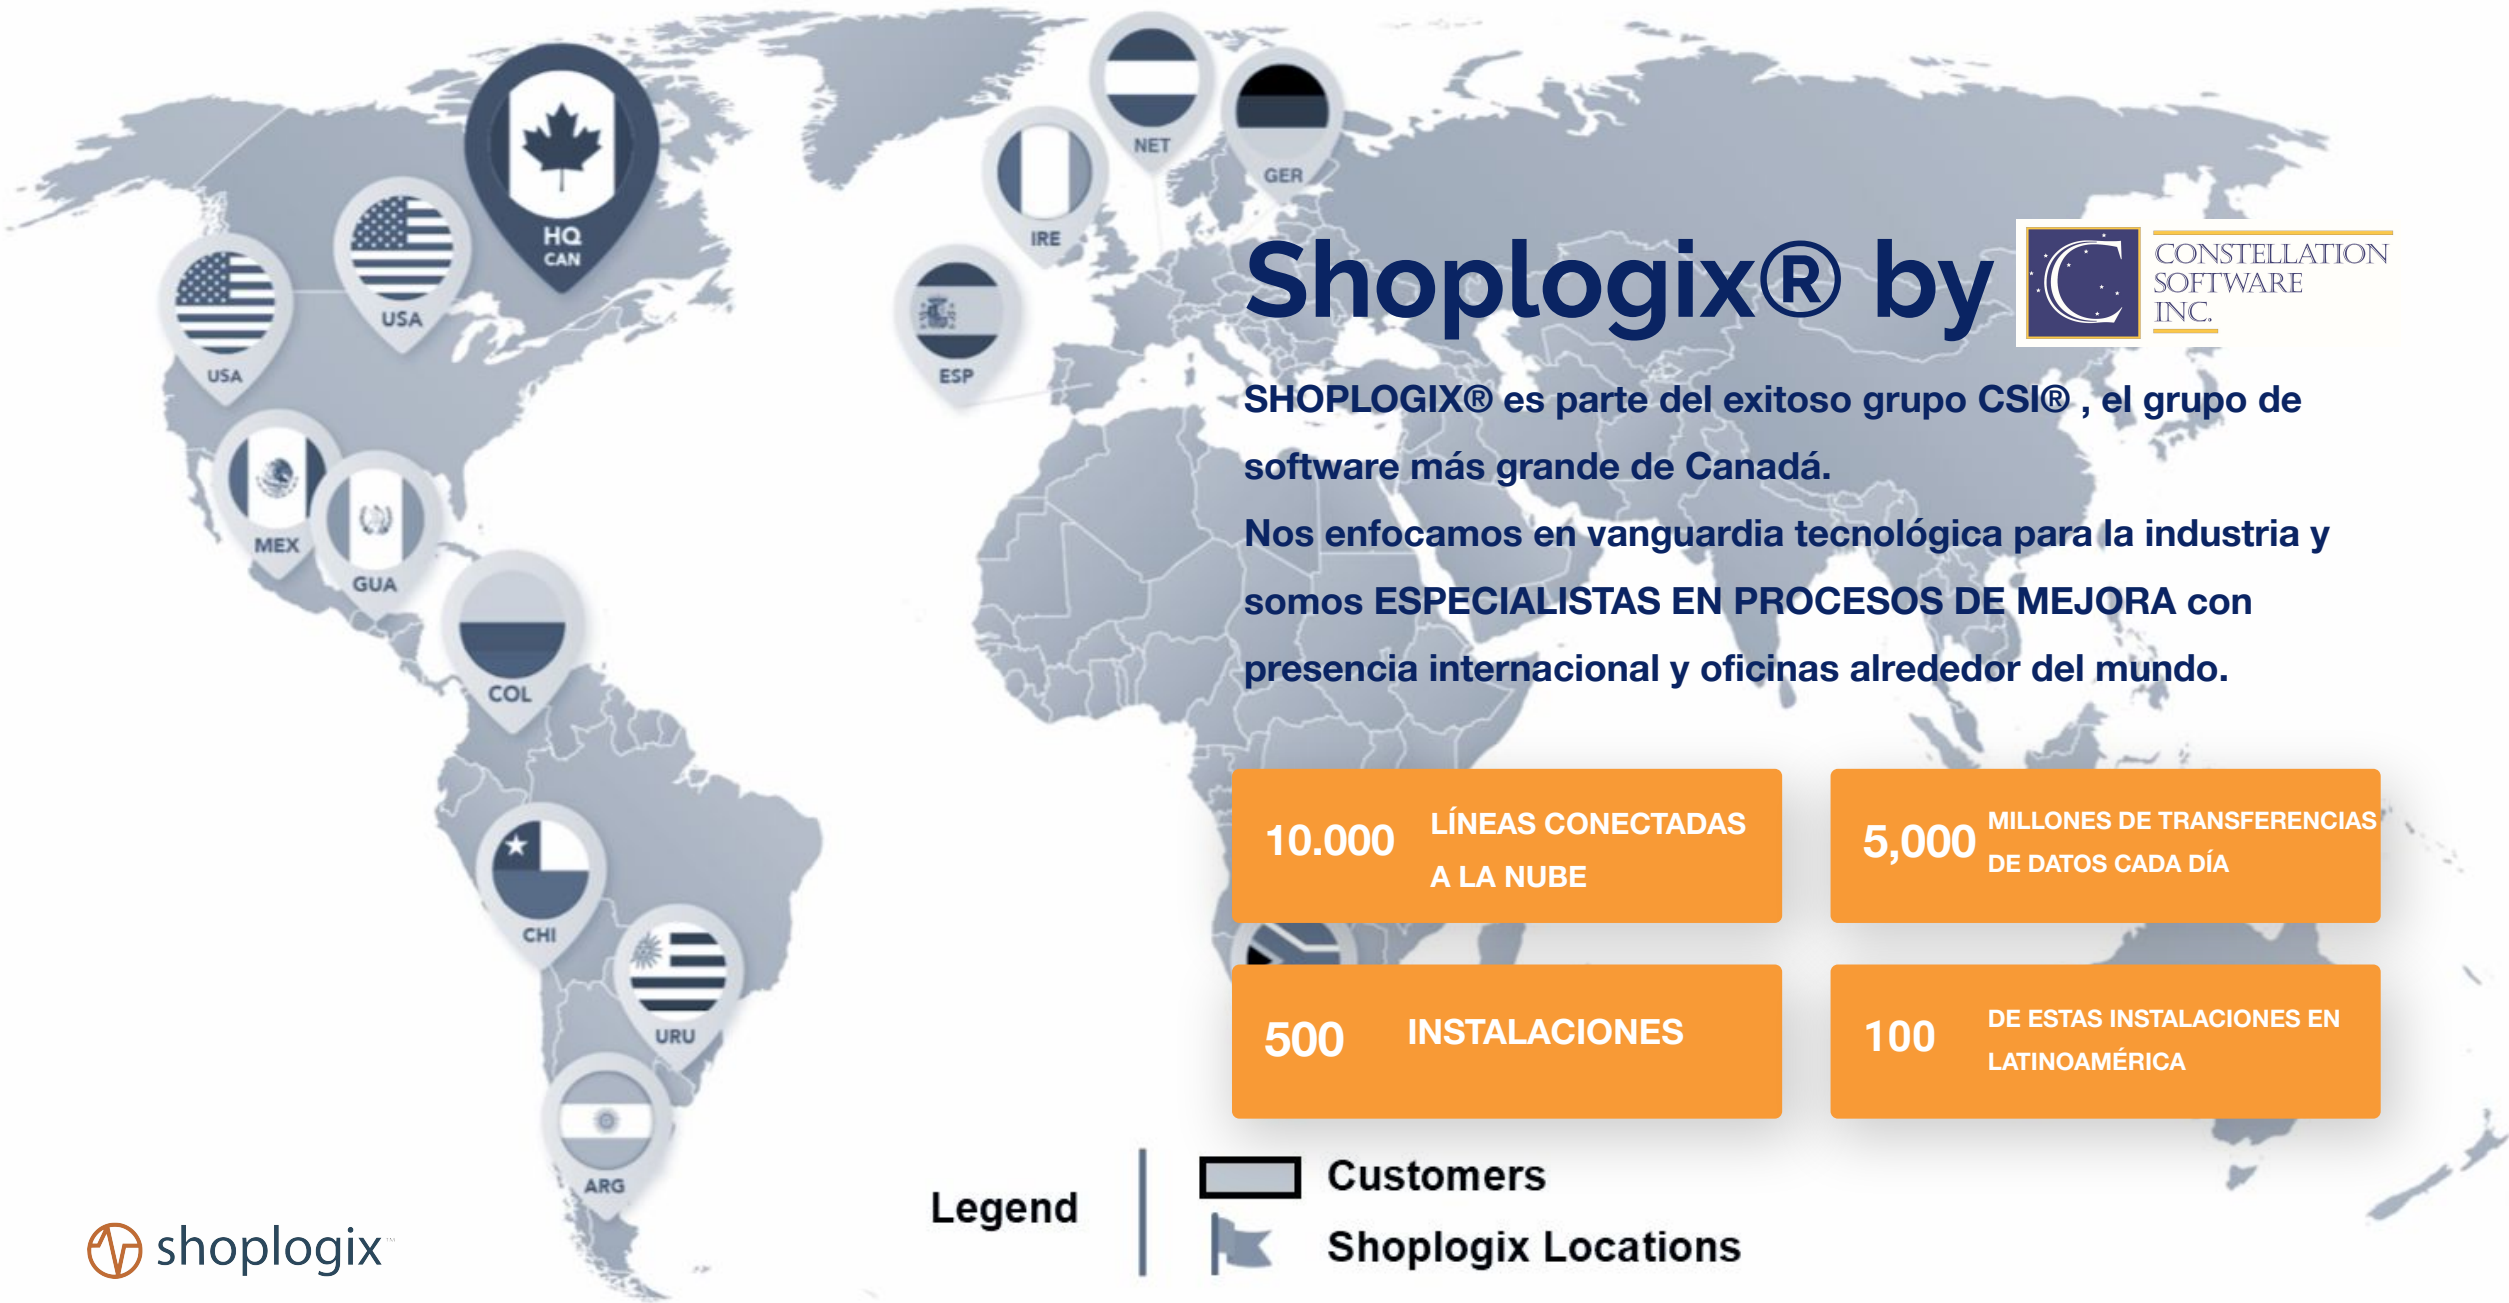 NET
GER
HQ
CAN
IRE
USA
USA
ESP
MEX
GUA
COL
CHI
URU
ARG
Shoplogix® by
CONSTELLATION
SOFTWARE
INC.
SHOPLOGIX® es parte del exitoso grupo CSI® , el grupo de
software más grande de Canadá.
Nos enfocamos en vanguardia tecnológica para la industria y
somos ESPECIALISTAS EN PROCESOS DE MEJORA con
presencia internacional y oficinas alrededor del mundo.
10.000 LÍNEAS CONECTADAS
A LA NUBE
5,000 MILLONES DE TRANSFERENCIAS
DE DATOS CADA DÍA
500 INSTALACIONES
100 DE ESTAS INSTALACIONES EN
LATINOAMÉRICA
Legend
Customers
Shoplogix Locations
shoplogix™